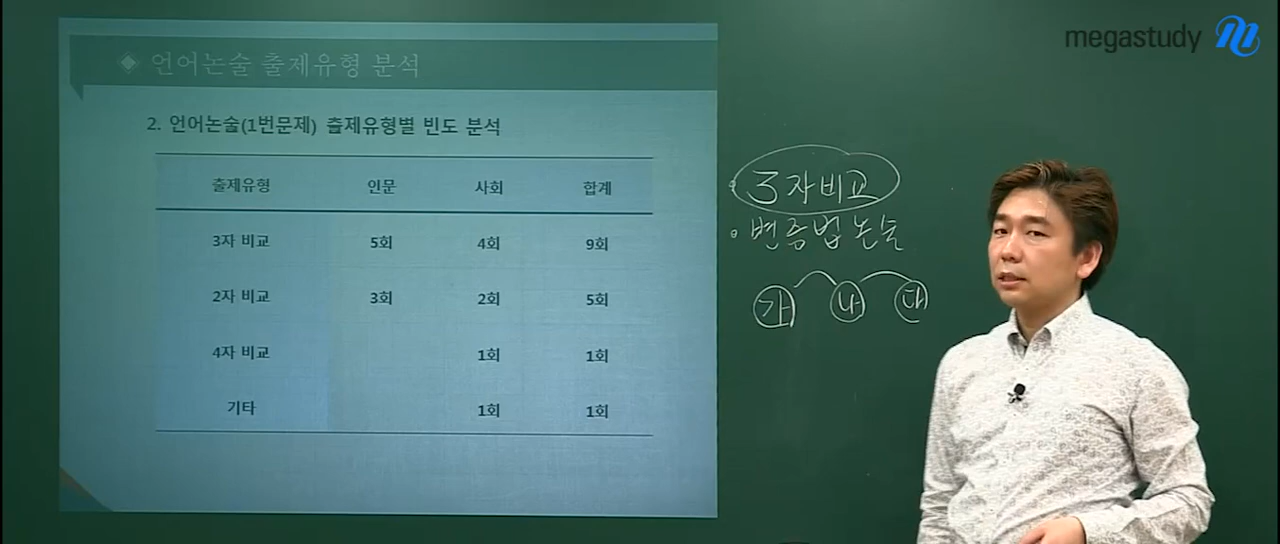 megastudy
언어논술 출제유형 분석
2. 언어논술(1번문제) 출제유형별 빈도 분석
출제유형 인문 사회 합계
3자 비교 5회 4회 9회
2자 비교 3회 2회 5회
4자 비교 1회 1회
기타 1회 1회
3자비교
변증법논술
가 나 다